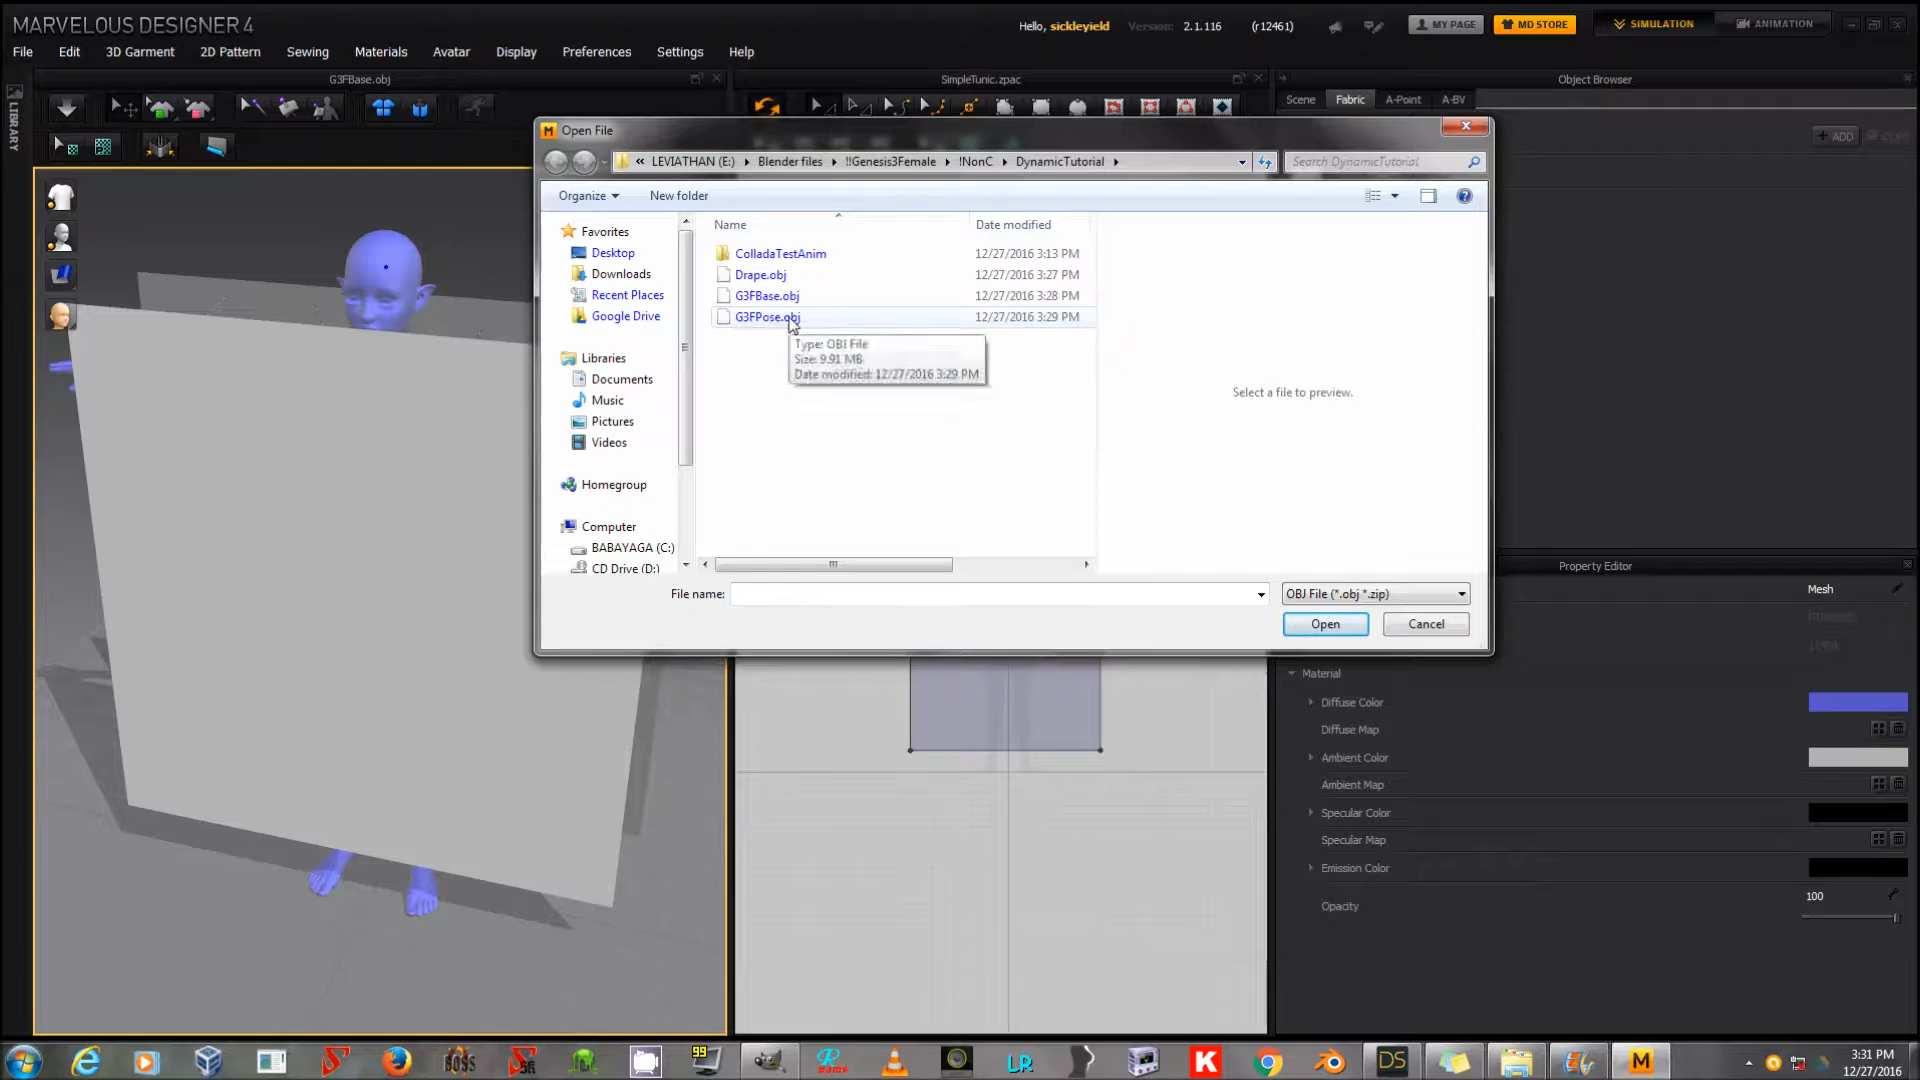 MARVELOUS DESIGNER 4
Hello, sickleyield Version: 2.1.116 (r12461)
MY PAGE
MD STORE
SIMULATION
ANIMATION
File Edit 3D Garment 2D Pattern Sewing Materials Avatar Display Preferences Settings Help
LIBRARY
G3FBase.obj
SimpleTunic.zpac
Object Browser
Scene Fabric A-Point A-BV
+ ADD
Open File
« LEVIATHAN (E:) Blender files !!Genesis3Female !NonC DynamicTutorial
Search DynamicTutorial
Organize New folder
Name Date modified
Favorites
Desktop
Downloads
Recent Places
Google Drive
Libraries
Documents
Music
Pictures
Videos
Homegroup
Computer
BABAYAGA (C:)
CD Drive (D:)
ColladaTestAnim 12/27/2016 3:13 PM
Drape.obj 12/27/2016 3:27 PM
G3FBase.obj 12/27/2016 3:28 PM
G3FPose.obj 12/27/2016 3:29 PM
Type: OBJ File
Size: 9.91 MB
Date modified: 12/27/2016 3:29 PM
Select a file to preview.
File name:
OBJ File (*.obj *.zip)
Open Cancel
Property Editor
Mesh
Material
Diffuse Color
Diffuse Map
Ambient Color
Ambient Map
Specular Color
Specular Map
Emission Color
Opacity 100
99
BOSS
LR
K
DS
M
3:31 PM
12/27/2016